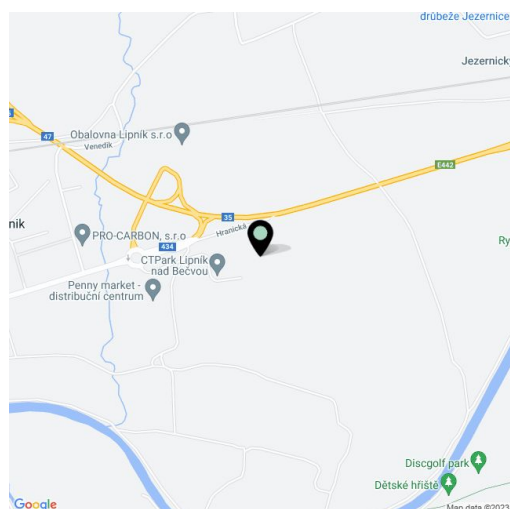 drůbeže Jezernice
Jezernický
47
Obalovna Lipník s.r.o
Venedik
E442
35
nik
PRO-CARBON, s.r.o
Hranická
434
Ry
CTPark Lipník
nad Bečvou
Penny market -
distribuční centrum
Discgolf park
Dětské hřiště
Google
Map data ©2023